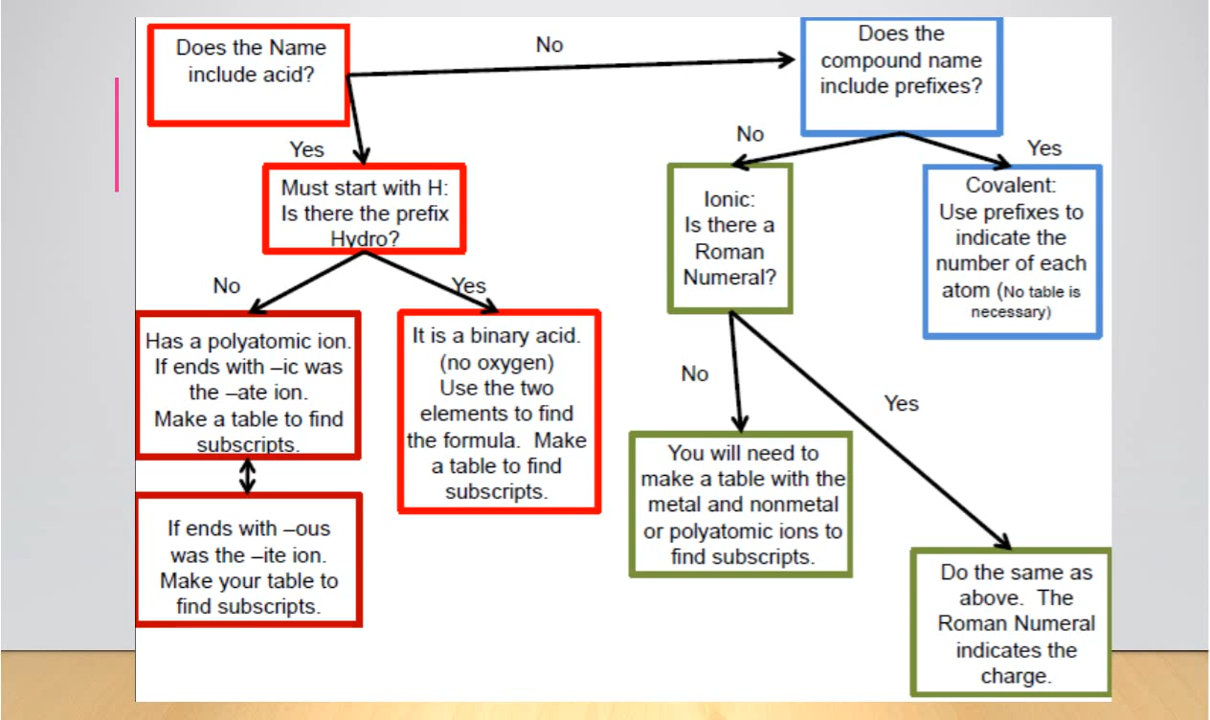 Does the Name
include acid?
No
Does the
compound name
include prefixes?
Yes
Must start with H:
Is there the prefix
Hydro?
No
Yes
Ionic:
Is there a
Roman
Numeral?
Covalent:
Use prefixes to
indicate the
number of each
atom (No table is
necessary)
No
Yes
Has a polyatomic ion.
If ends with –ic was
the –ate ion.
Make a table to find
subscripts.
It is a binary acid.
(no oxygen)
Use the two
elements to find
the formula. Make
a table to find
subscripts.
No
Yes
If ends with –ous
was the –ite ion.
Make your table to
find subscripts.
You will need to
make a table with the
metal and nonmetal
or polyatomic ions to
find subscripts.
Do the same as
above. The
Roman Numeral
indicates the
charge.